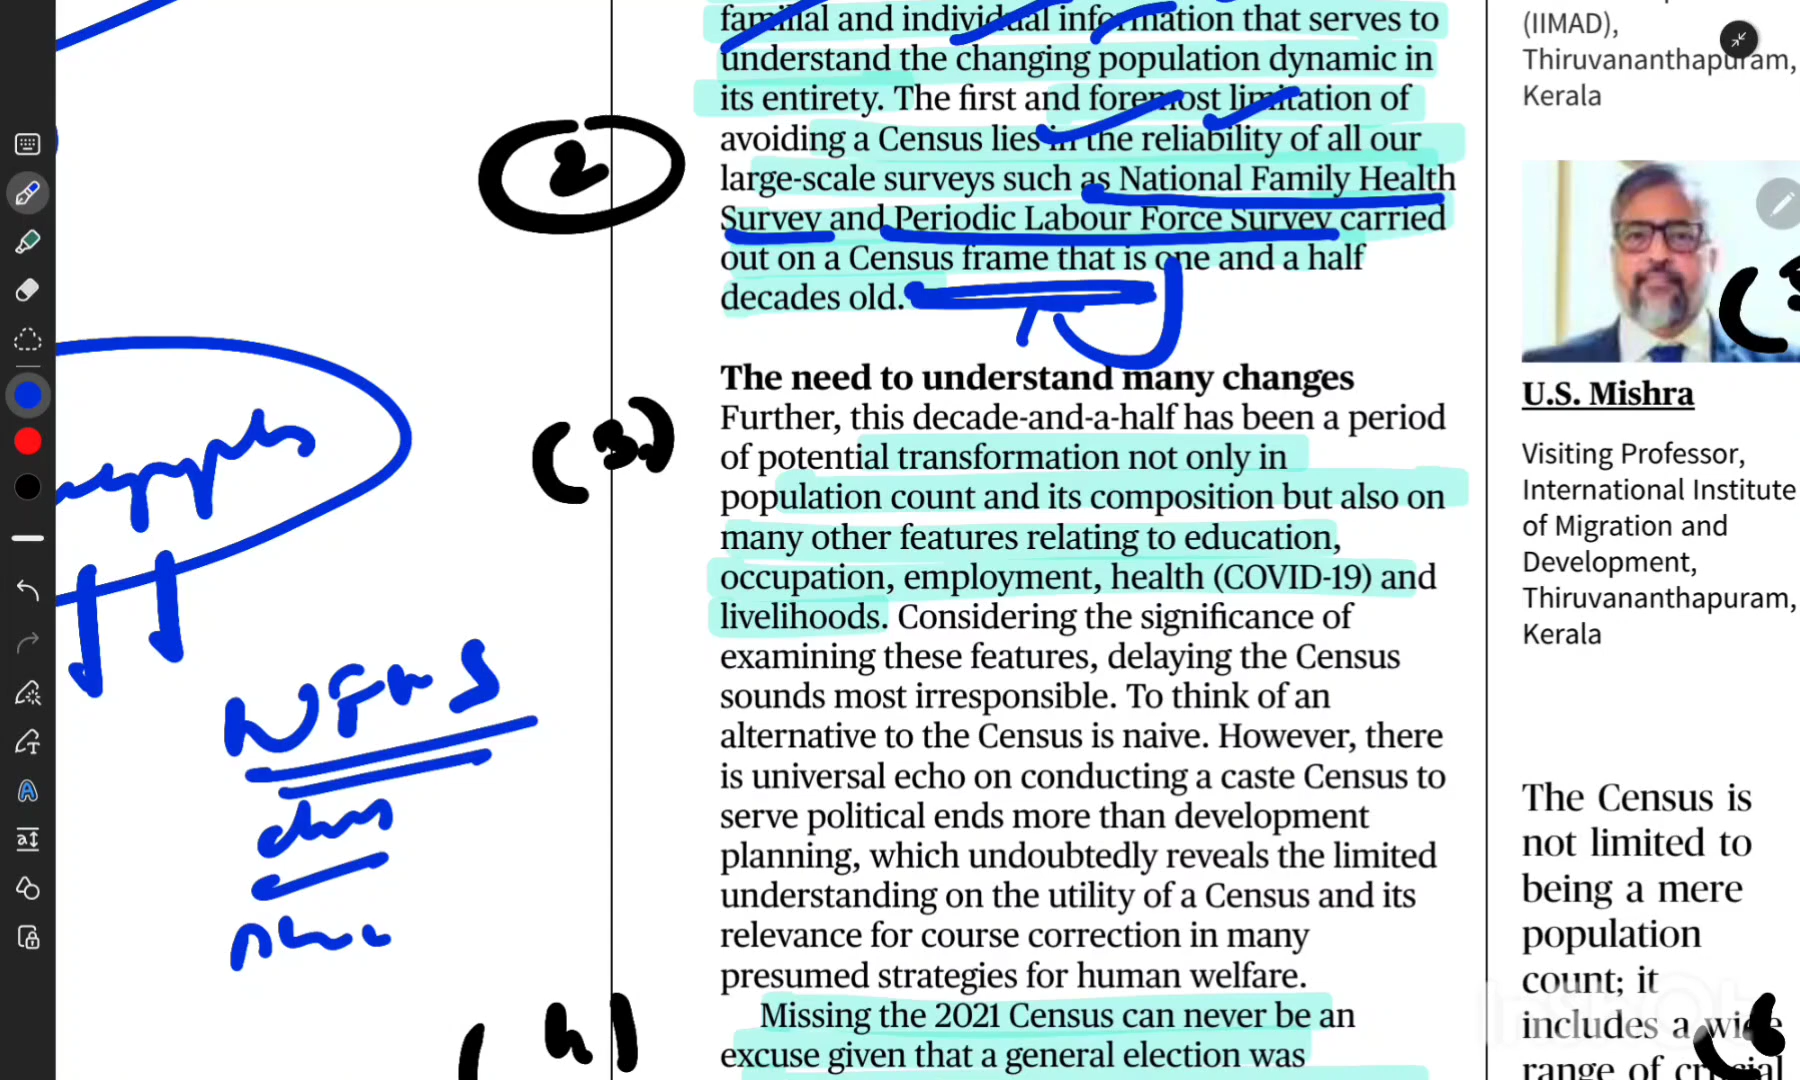 familial and individual information that serves to
understand the changing population dynamic in
its entirety. The first and foremost limitation of
avoiding a Census lies in the reliability of all our
large-scale surveys such as National Family Health
Survey and Periodic Labour Force Survey carried
out on a Census frame that is one and a half
decades old.
The need to understand many changes
Further, this decade-and-a-half has been a period
of potential transformation not only in
population count and its composition but also on
many other features relating to education,
occupation, employment, health (COVID-19) and
livelihoods. Considering the significance of
examining these features, delaying the Census
sounds most irresponsible. To think of an
alternative to the Census is naive. However, there
is universal echo on conducting a caste Census to
serve political ends more than development
planning, which undoubtedly reveals the limited
understanding on the utility of a Census and its
relevance for course correction in many
presumed strategies for human welfare.
Missing the 2021 Census can never be an
excuse given that a general election was
(IIMAD),
Thiruvananthapuram,
Kerala
U.S. Mishra
Visiting Professor,
International Institute
of Migration and
Development,
Thiruvananthapuram,
Kerala
The Census is
not limited to
being a mere
population
count; it
includes a wide
range of crucial
2
(3)
NFHS